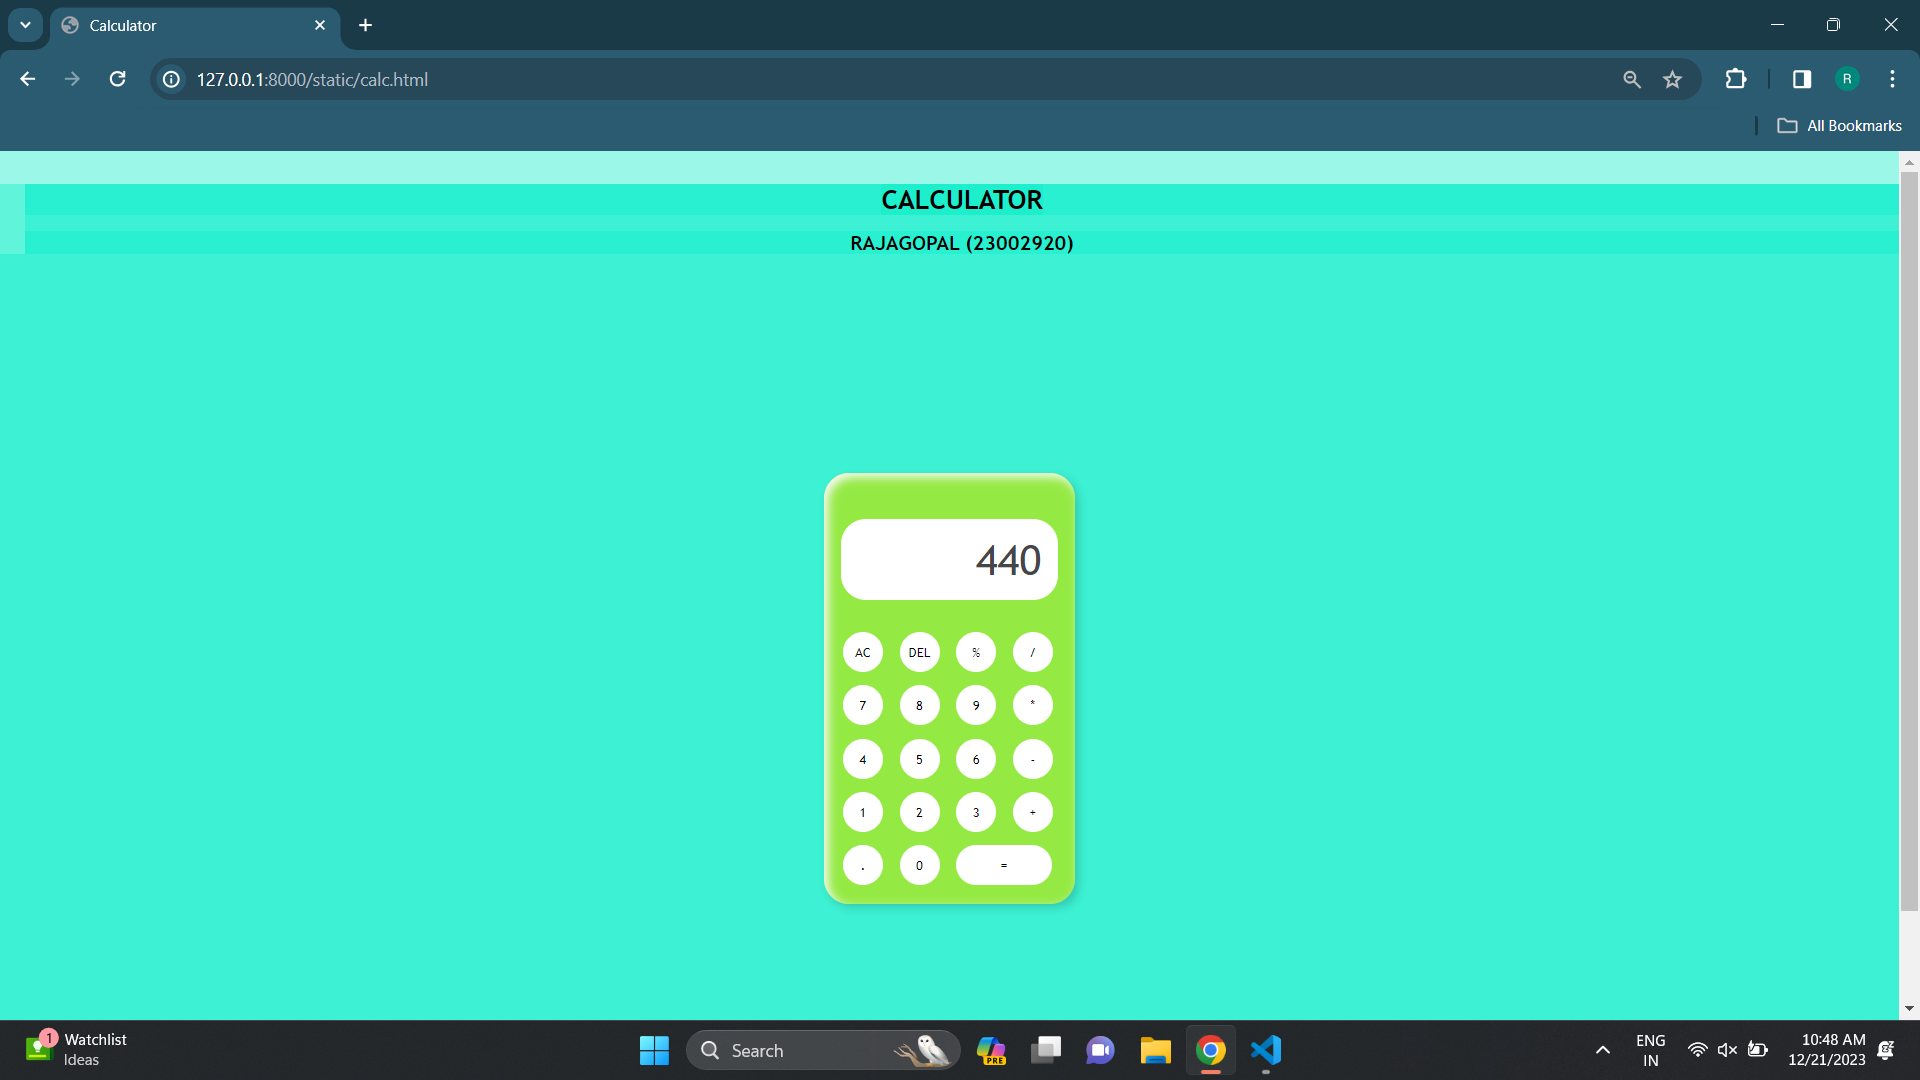 Calculator
127.0.0.1:8000/static/calc.html
R
All Bookmarks
CALCULATOR
RAJAGOPAL (23002920)
440
AC DEL % /
7 8 9 *
4 5 6 -
1 2 3 +
. 0 =
1
Watchlist
Ideas
Search
PRE
ENG
IN
10:48 AM
12/21/2023